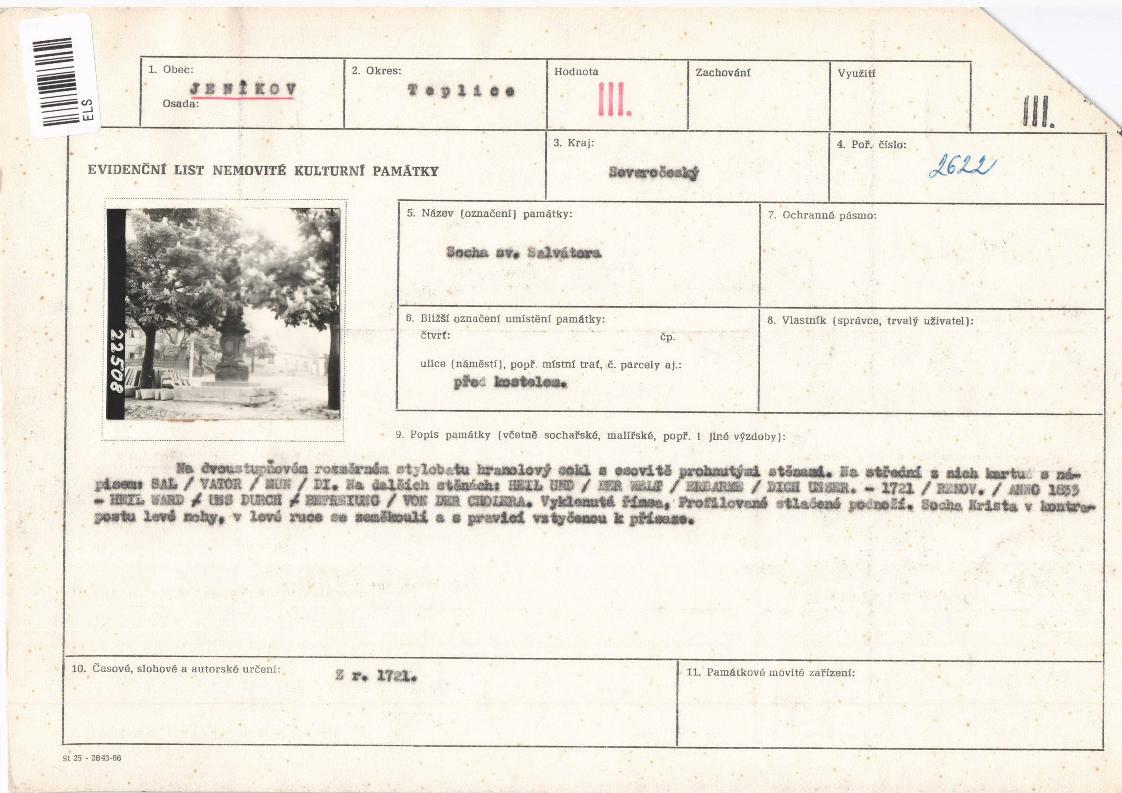 ELS
1. Obec:
JENÍKOV
Osada:
2. Okres:
Teplice
Hodnota
III.
Zachování
Využití
III.
EVIDENČNÍ LIST NEMOVITÉ KULTURNÍ PAMÁTKY
3. Kraj:
Severočeský
4. Poř. číslo:
2622
22508
5. Název (označení) památky:
Socha sv. Salvátora
7. Ochranné pásmo:
6. Bližší označení umístění památky:
čtvrť: čp.
ulice (náměstí), popř. místní trať, č. parcely aj.:
před kostelem.
8. Vlastník (správce, trvalý uživatel):
9. Popis památky (včetně sochařské, malířské, popř. i jiné výzdoby):
Na dvoustupňovém rozměrném stylobatu hranolový sokl s esovitě prohnutými stěnami. Na střední z nich kartuš s ná-
pisem: SAL / VATOR / MUN / DI. Na dalších stěnách: HEIL UND / DER WELT / ERBARME / DICH UNSER. - 1721 / RENOV. / ANNO 1833
- HEIL WARD / UNS DURCH / BEFREIUNG / VON DER CHOLERA. Vyklenutá římsa. Profilované stlačené podnoží. Socha Krista v kontra-
postu levé nohy, v levé ruce se zeměkoulí a s pravicí vztyčenou k přísaze.
10. Časové, slohové a autorské určení:
Z r. 1721.
11. Památkové movité zařízení:
St 25 - 2843-66